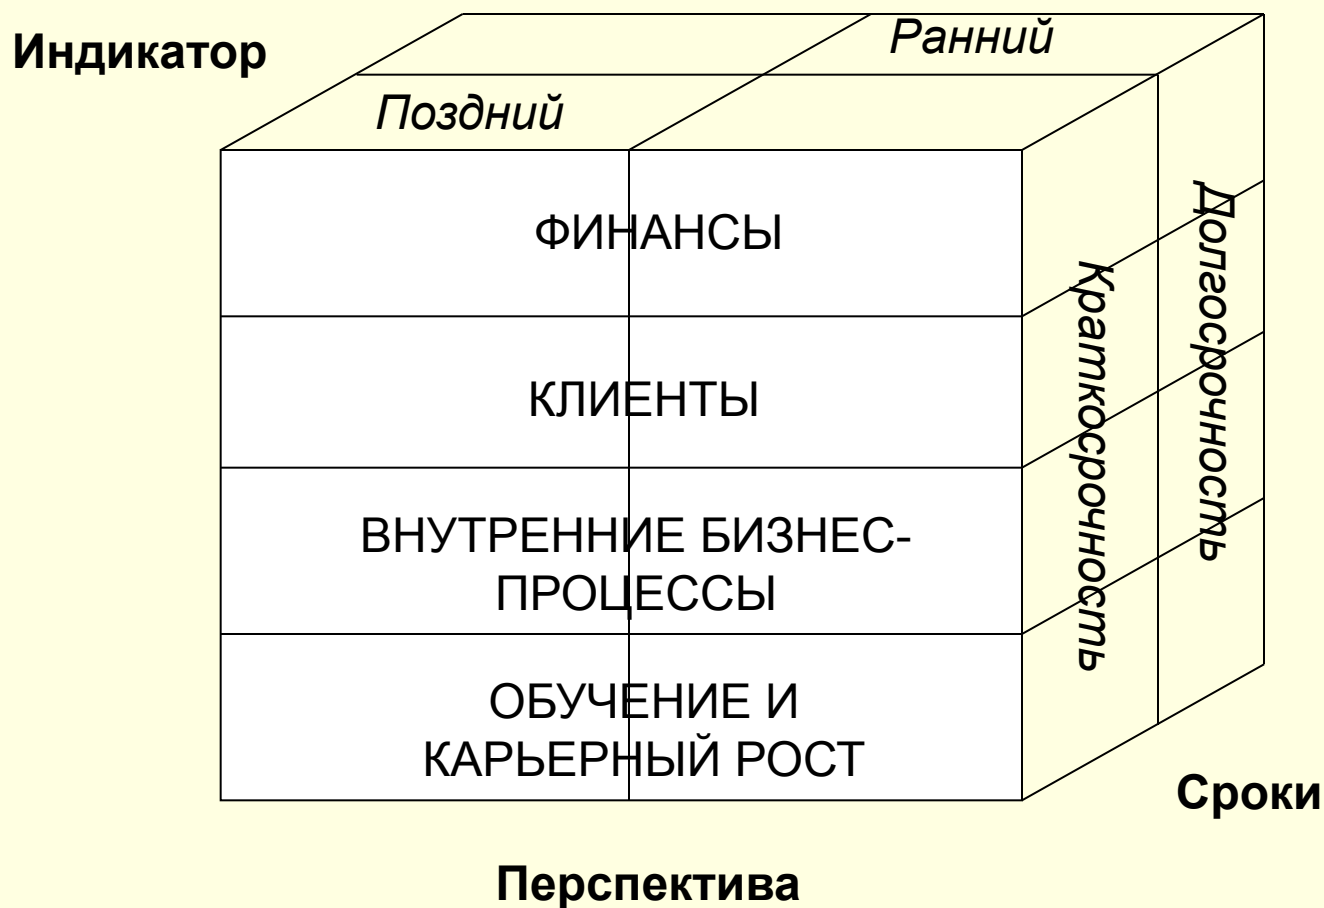 Индикатор
Ранний
Поздний
ФИНАНСЫ
КЛИЕНТЫ
ВНУТРЕННИЕ БИЗНЕС-
ПРОЦЕССЫ
ОБУЧЕНИЕ И
КАРЬЕРНЫЙ РОСТ
Краткосрочность
Долгосрочность
Сроки
Перспектива